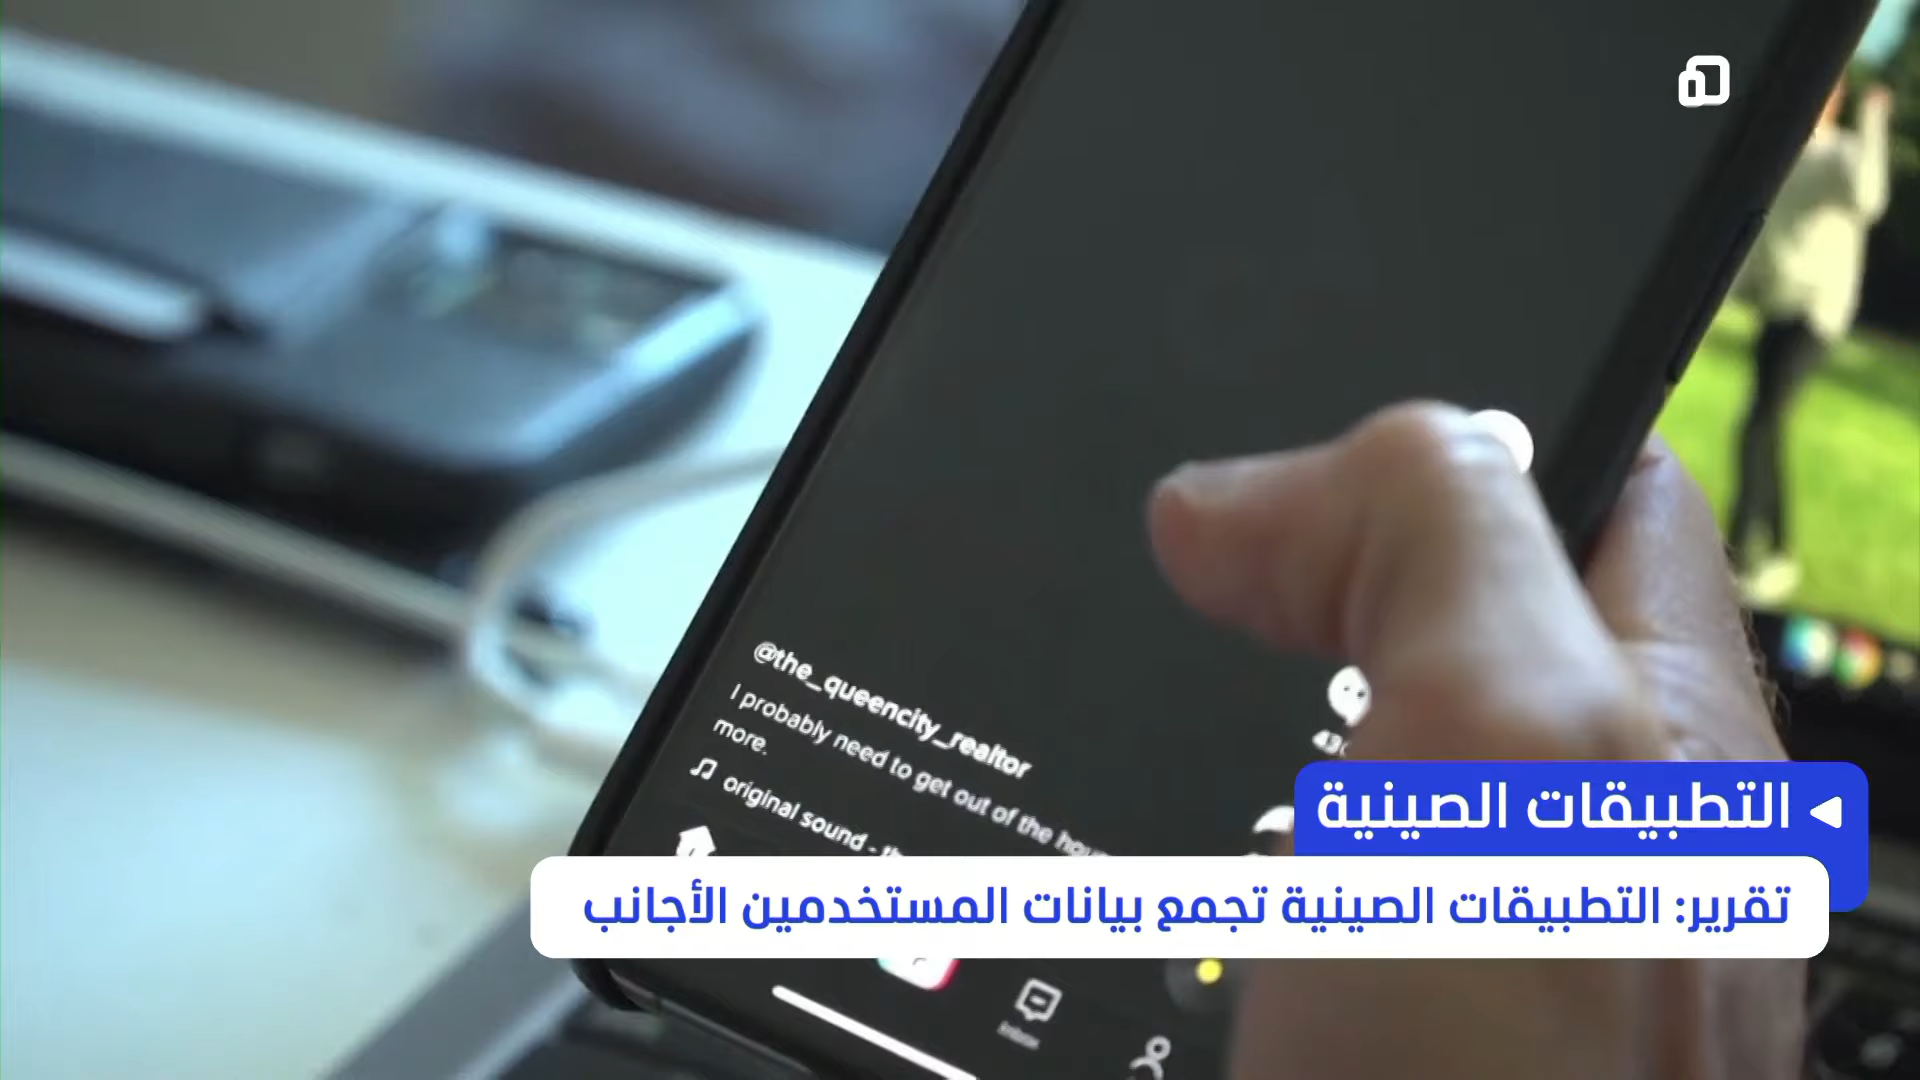 @the_queencity_realtor
I probably need to get out of the
more.
original sound -
التطبيقات الصينية
تقرير: التطبيقات الصينية تجمع بيانات المستخدمين الأجانب
Inbox